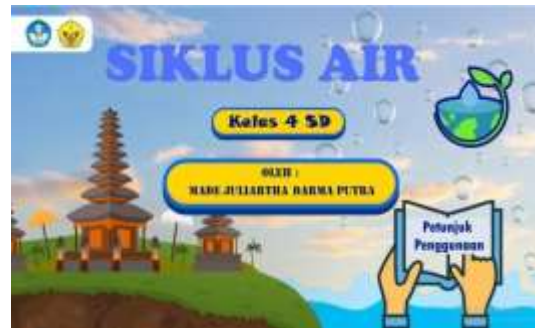 SIKLUS AIR
Kelas 4 SD
OLEH :
MADE JULIARTHA DARMA PUTRA
Petunjuk
Penggunaan